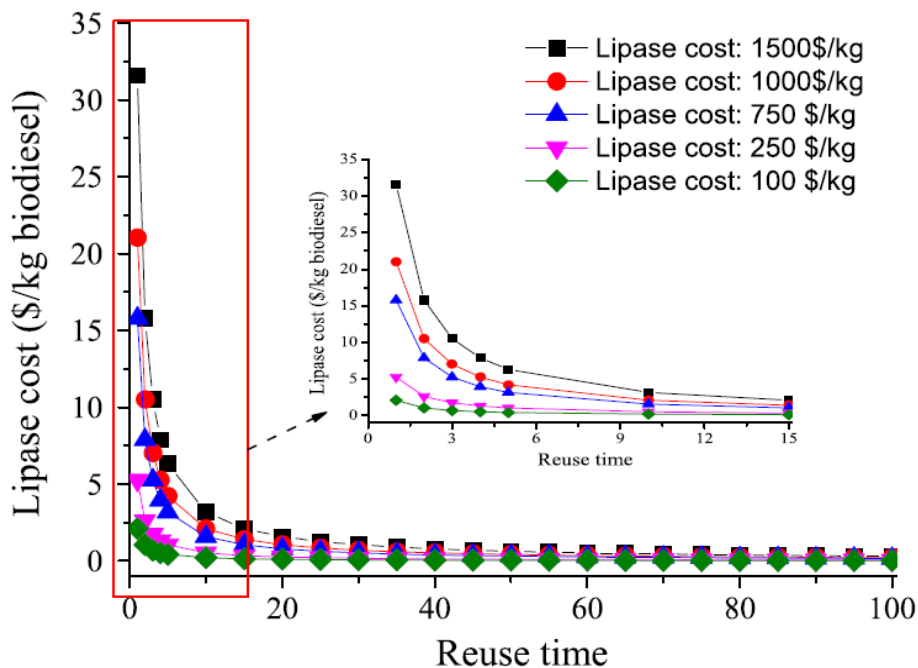 Lipase cost ($/kg biodiesel)
35
30
25
20
15
10
5
0
0 20 40 60 80 100
Reuse time
Lipase cost: 1500$/kg
Lipase cost: 1000$/kg
Lipase cost: 750 $/kg
Lipase cost: 250 $/kg
Lipase cost: 100 $/kg
Lipase cost ($/kg biodiesel)
35
30
25
20
15
10
5
0
0 3 6 9 12 15
Reuse time